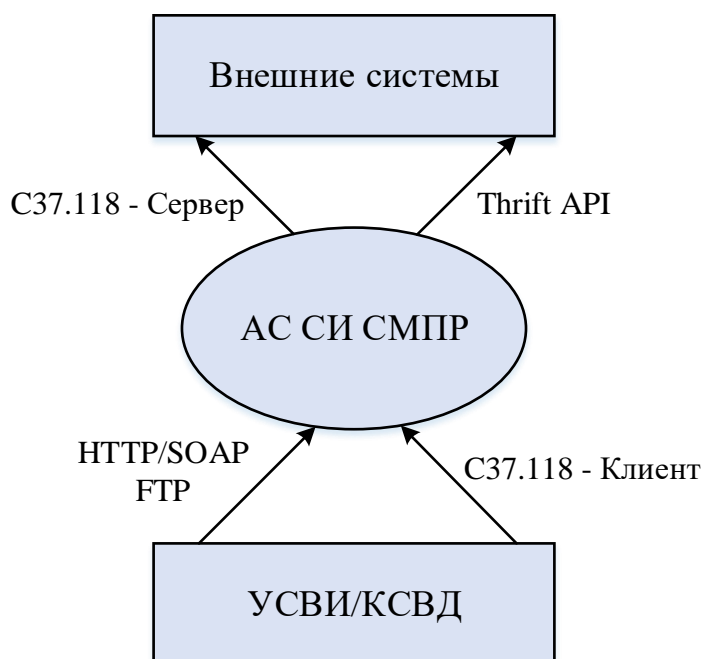 Внешние системы
C37.118 - Сервер
Thrift API
АС СИ СМПР
HTTP/SOAP
FTP
C37.118 - Клиент
УСВИ/КСВД